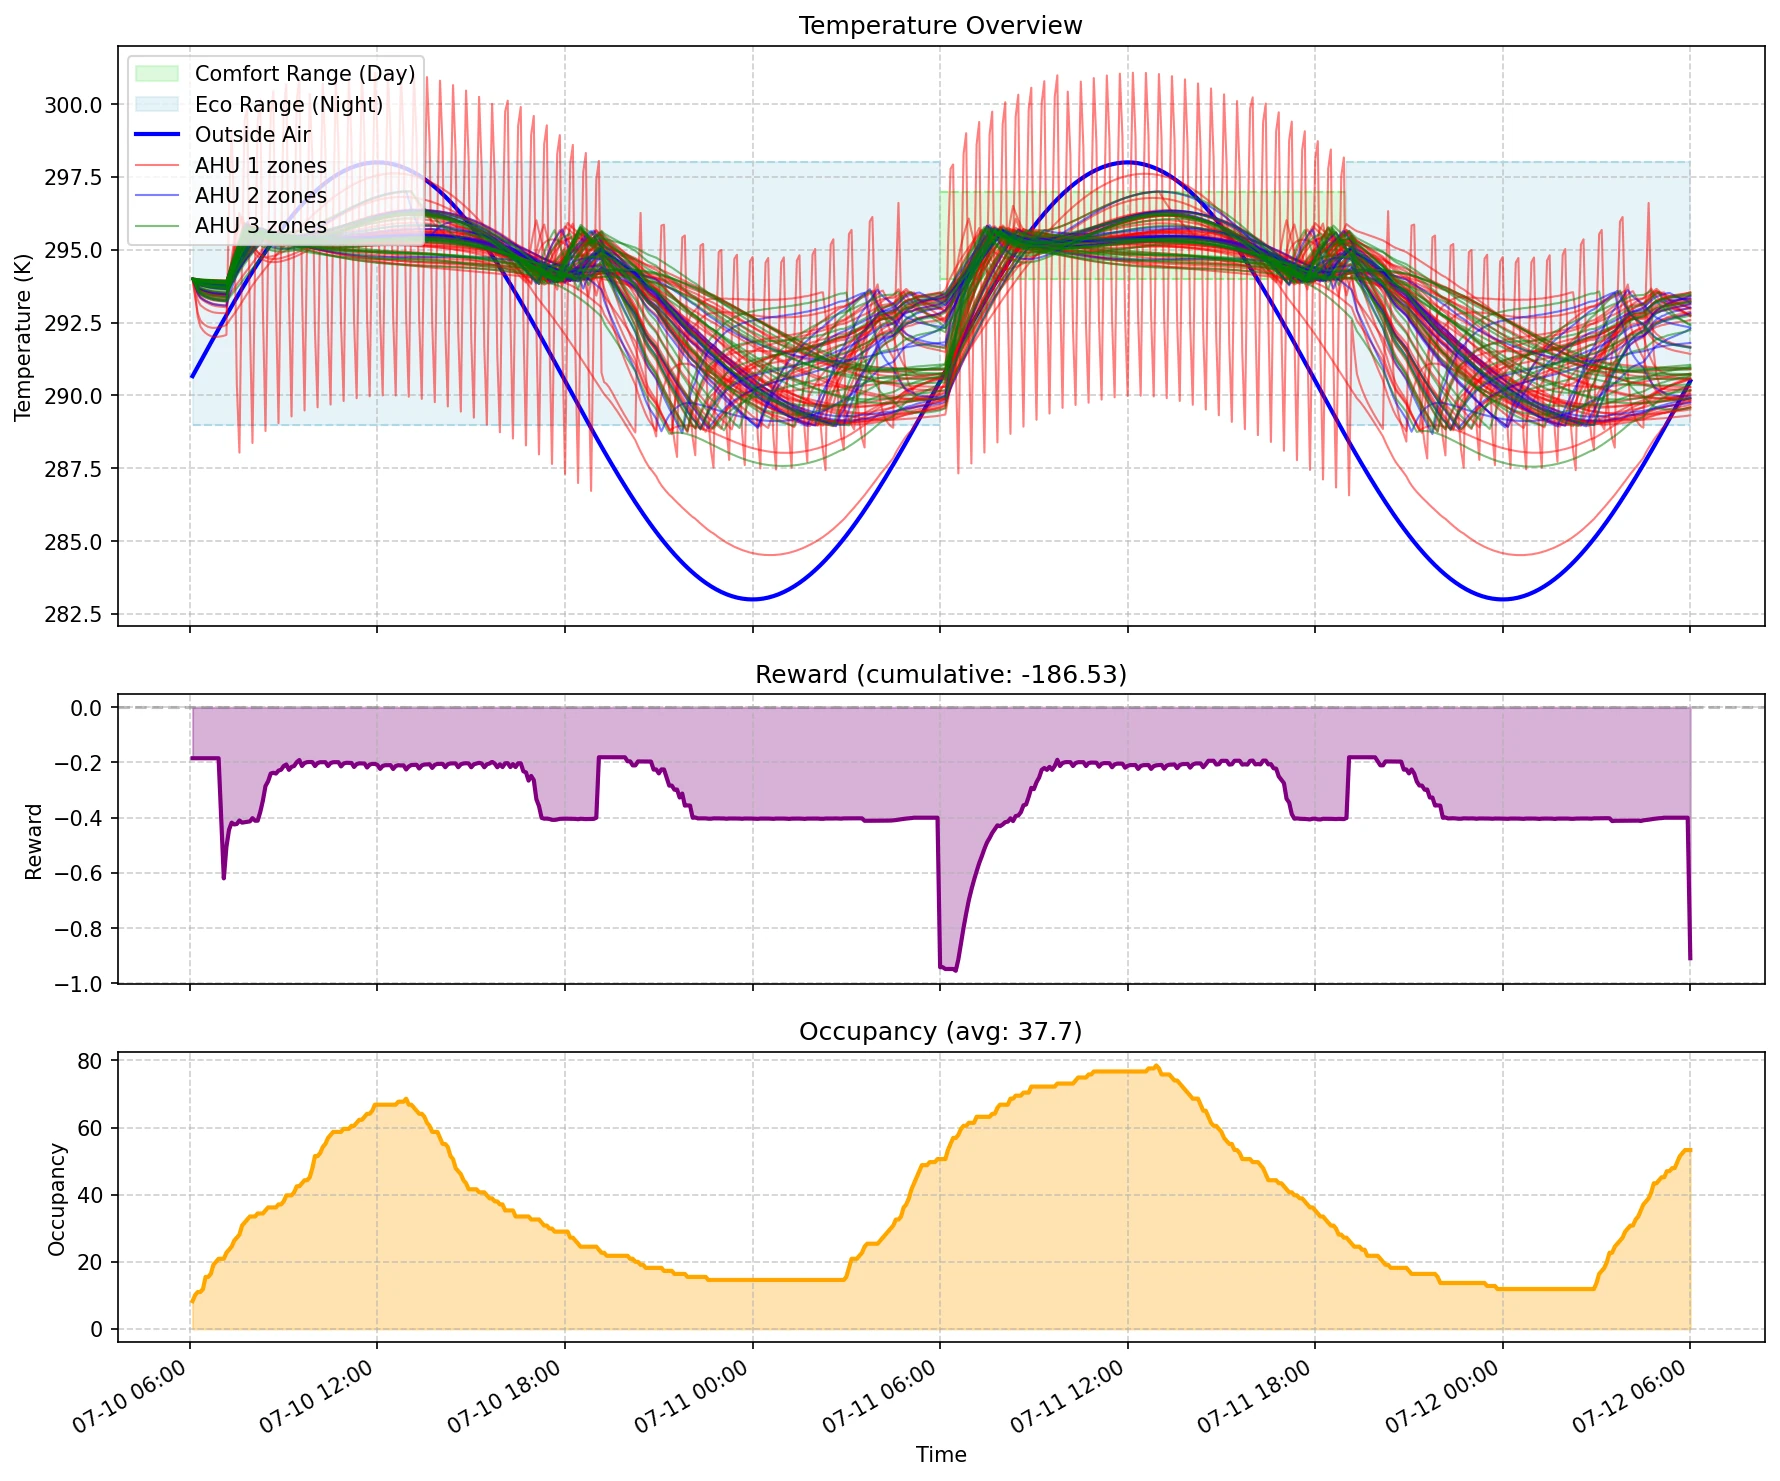 Temperature Overview
Comfort Range (Day)
Eco Range (Night)
Outside Air
AHU 1 zones
AHU 2 zones
AHU 3 zones
Temperature (K)
300.0
297.5
295.0
292.5
290.0
287.5
285.0
282.5
Reward (cumulative: -186.53)
Reward
0.0
−0.2
−0.4
−0.6
−0.8
−1.0
Occupancy (avg: 37.7)
Occupancy
80
60
40
20
0
07-10 06:00
07-10 12:00
07-10 18:00
07-11 00:00
07-11 06:00
07-11 12:00
07-11 18:00
07-12 00:00
07-12 06:00
Time